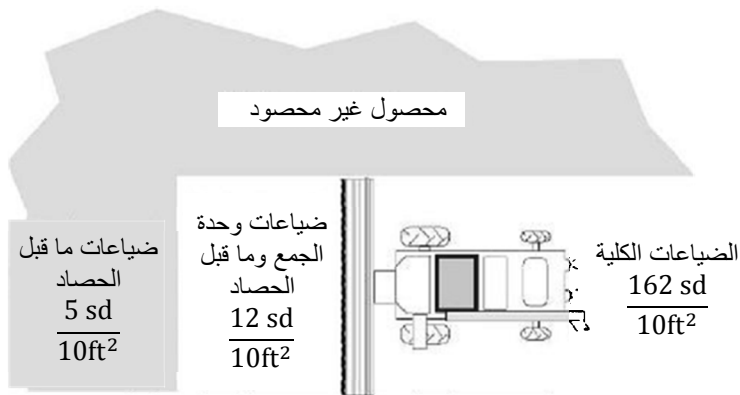 محصول غير محصود
ضياعات ما قبل
الحصاد
5 sd
10ft²
ضياعات وحدة
الجمع وما قبل
الحصاد
12 sd
10ft²
الضياعات الكلية
162 sd
10ft²